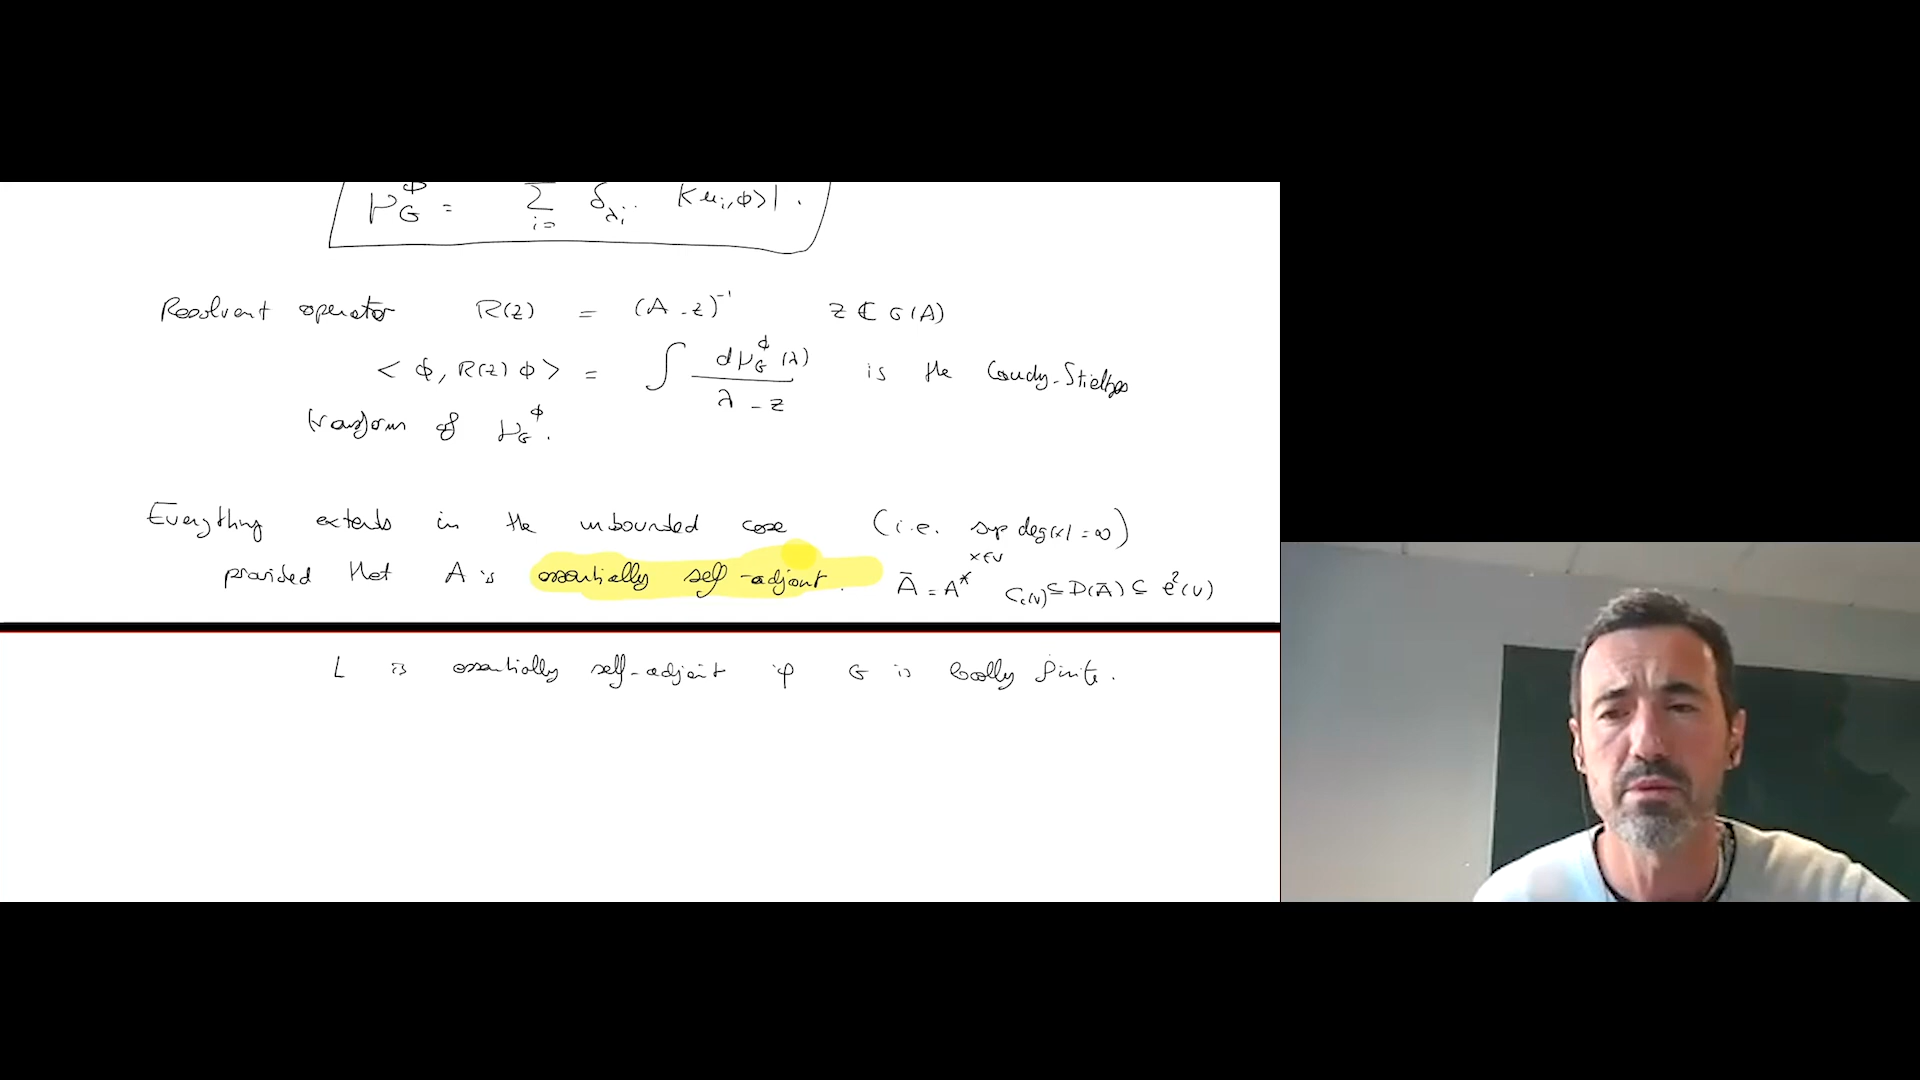 μ_G^ϕ = Σ_{i=} δ_{λ_i} · |<u_i, ϕ>| .
Resolvent operator R(z) = (A - z)^{-1} z ∉ σ(A)
< ϕ, R(z) ϕ > = ∫ dμ_G^ϕ(λ) / (λ - z) is the Cauchy-Stieltjes
transform of μ_G^ϕ.
Everything extends in the unbounded case (i.e. sup_{x∈V} deg(x) = ∞)
provided that A is essentially self-adjoint. Ā = A* C_c(V) ⊆ D(Ā) ⊆ ℓ²(V)
L is essentially self-adjoint if G is locally finite.